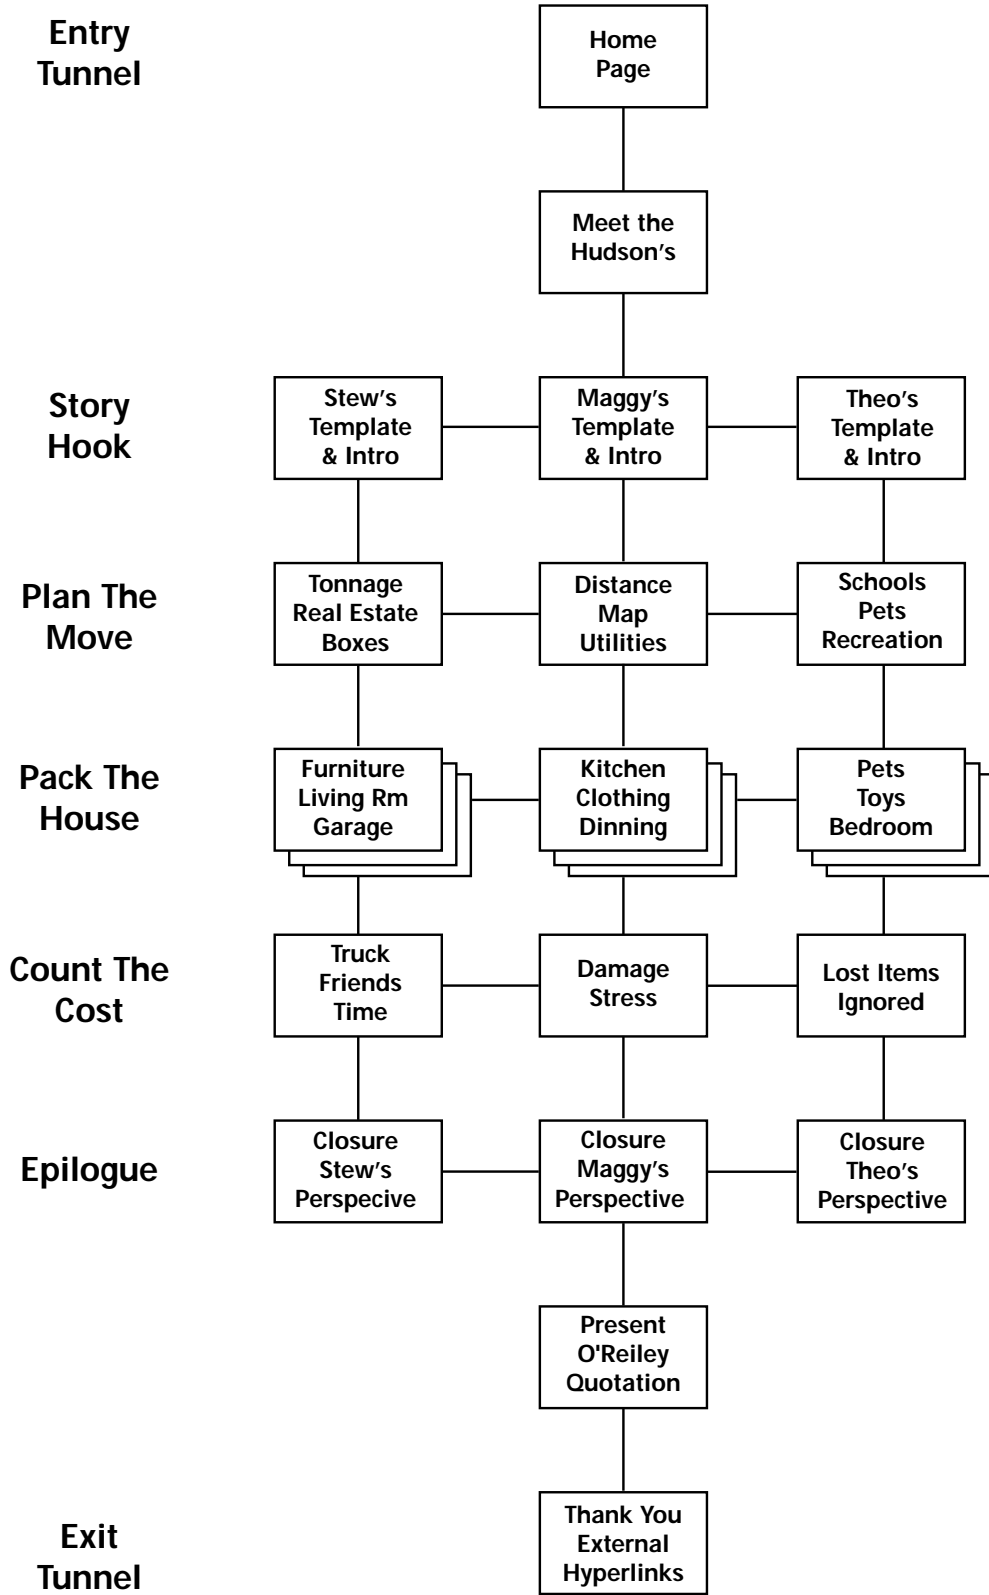 Entry
Tunnel
Home
Page
Meet the
Hudson's
Story
Hook
Stew's
Template
& Intro
Maggy's
Template
& Intro
Theo's
Template
& Intro
Plan The
Move
Tonnage
Real Estate
Boxes
Distance
Map
Utilities
Schools
Pets
Recreation
Pack The
House
Furniture
Living Rm
Garage
Kitchen
Clothing
Dinning
Pets
Toys
Bedroom
Count The
Cost
Truck
Friends
Time
Damage
Stress
Lost Items
Ignored
Epilogue
Closure
Stew's
Perspecive
Closure
Maggy's
Perspective
Closure
Theo's
Perspective
Present
O'Reiley
Quotation
Exit
Tunnel
Thank You
External
Hyperlinks